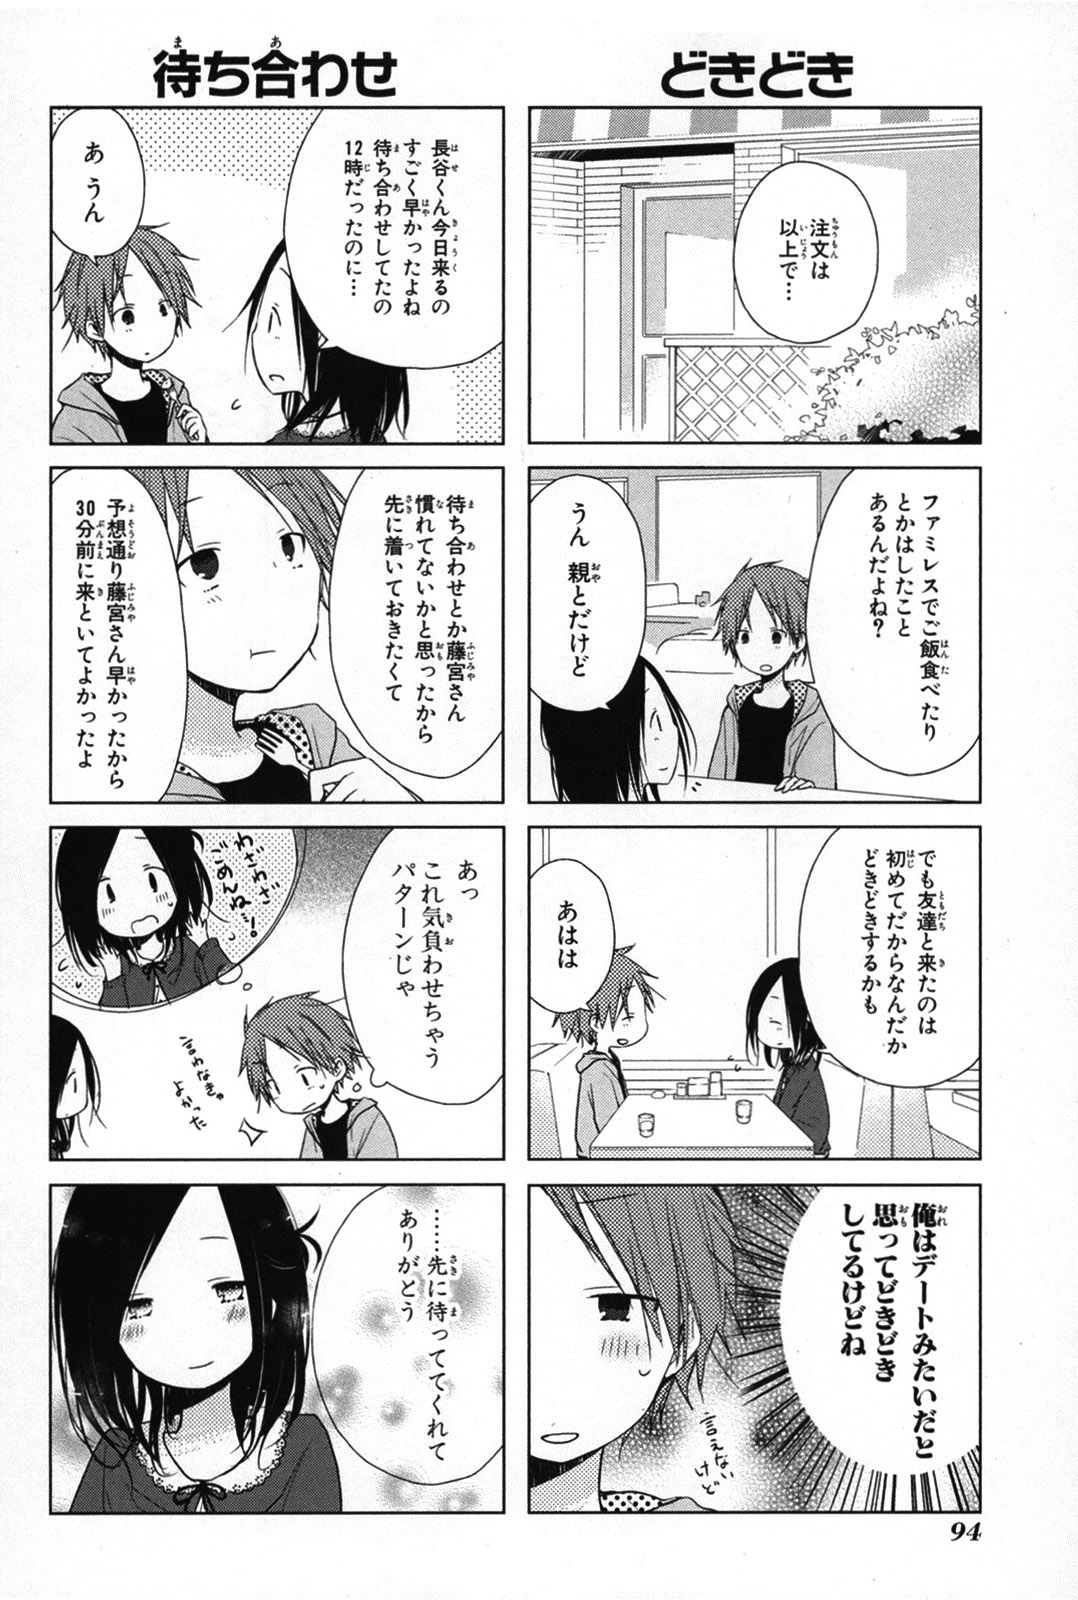 どきどき
注文は
以上で…
ファミレスでご飯食べたり
とかはしたこと
あるんだよね?
うん 親とだけど
でも友達と来たのは
初めてだからなんだか
どきどきするかも
あはは
俺はデートみたいだと
思ってどきどき
してるけどね
言えない
けど
待ち合わせ
長谷くん今日来るの
すごく早かったよね
待ち合わせしてたの
12時だったのに…
あ うん
待ち合わせとか藤宮さん
慣れてないかと思ったから
先に着いておきたくて
予想通り藤宮さん早かったから
30分前に来といてよかったよ
あっ
これ気負わせちゃう
パターンじゃ
わざわざ
ごめんね…!
言わなきゃ
よかった
……先に待っててくれて
ありがとう
94